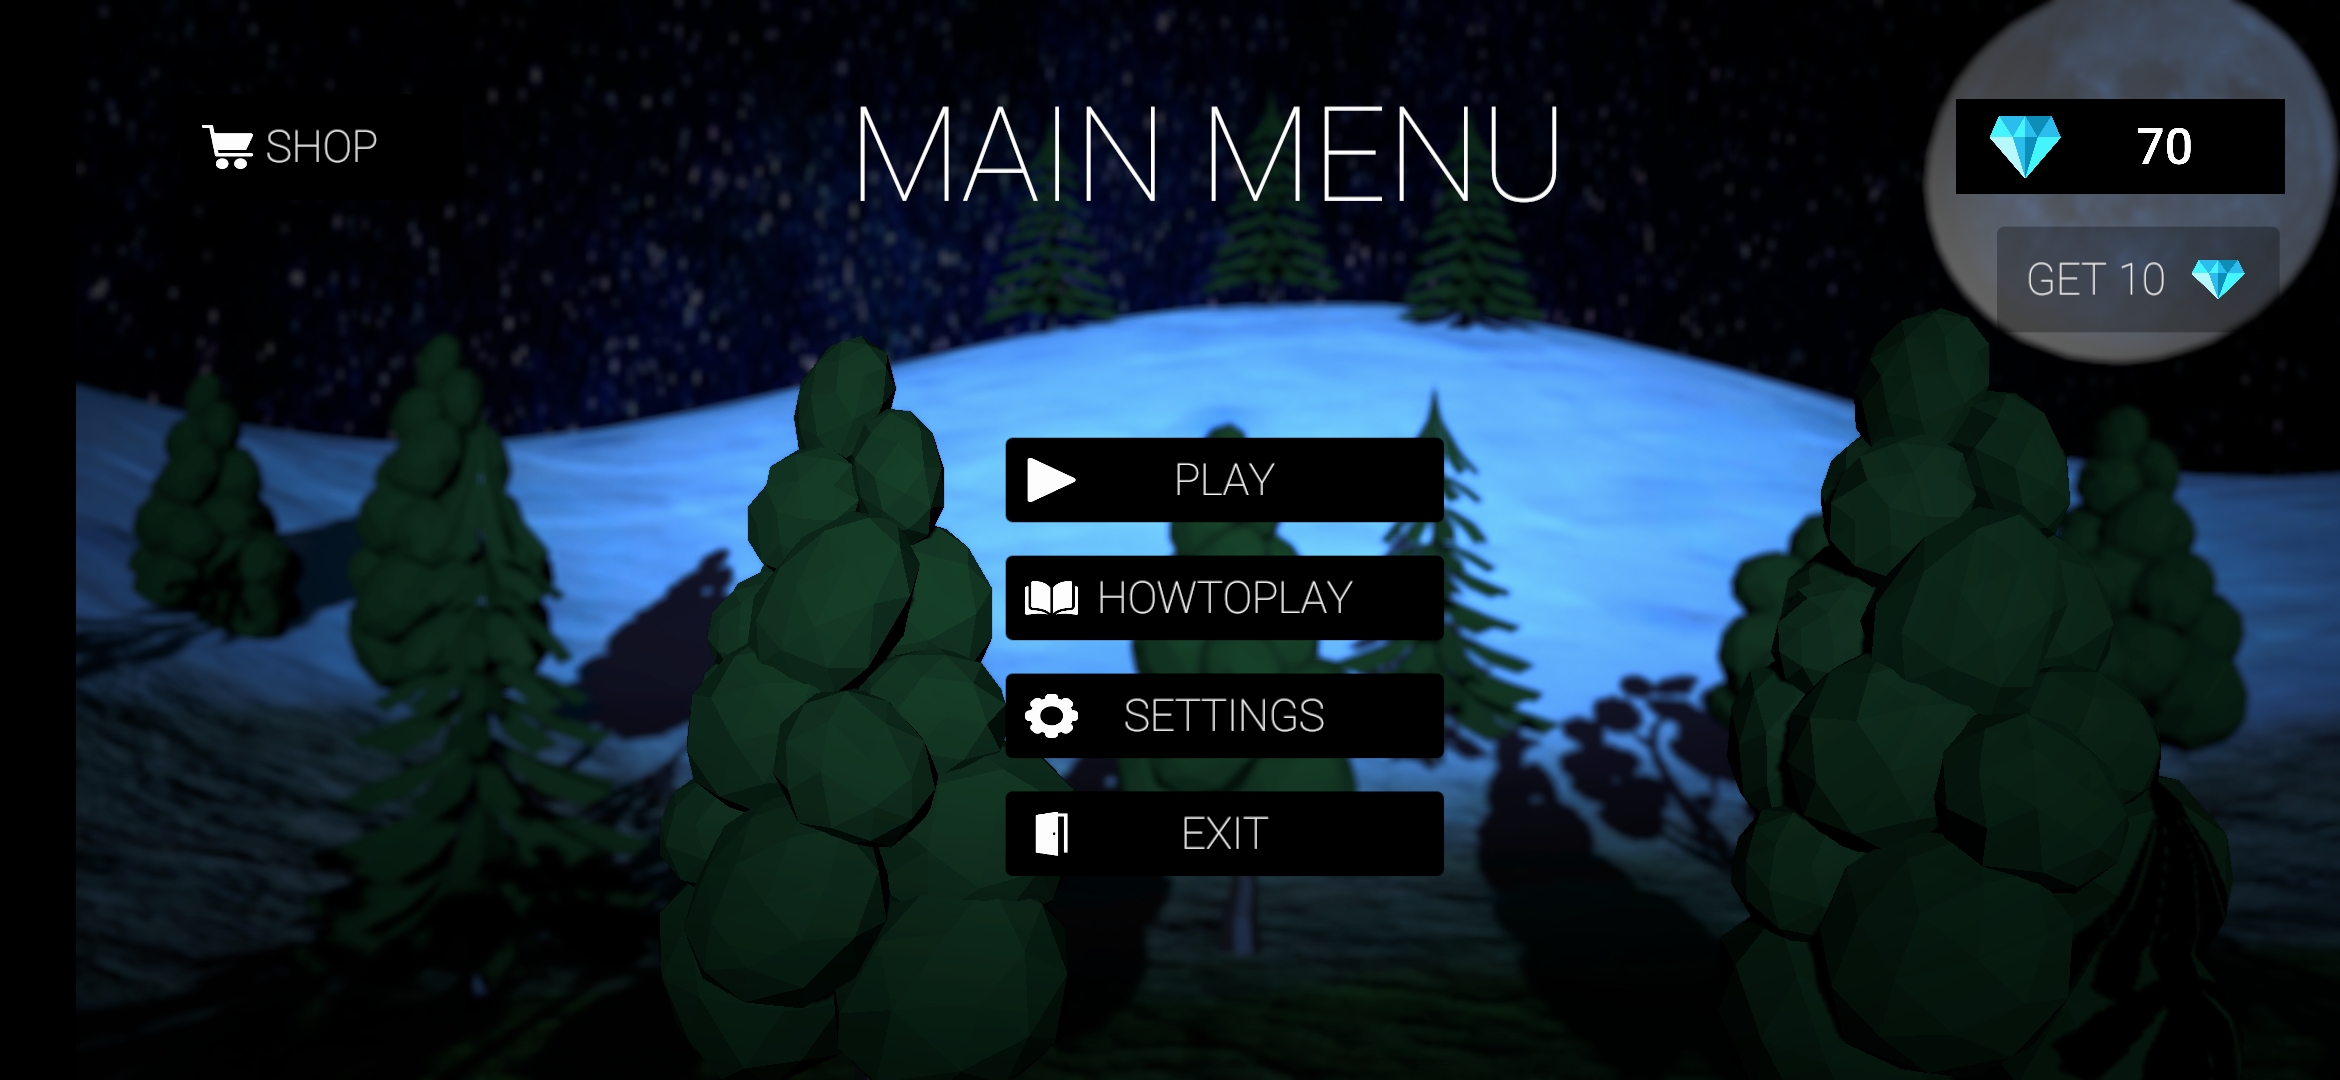 SHOP
MAIN MENU
70
GET 10
PLAY
HOWTOPLAY
SETTINGS
EXIT